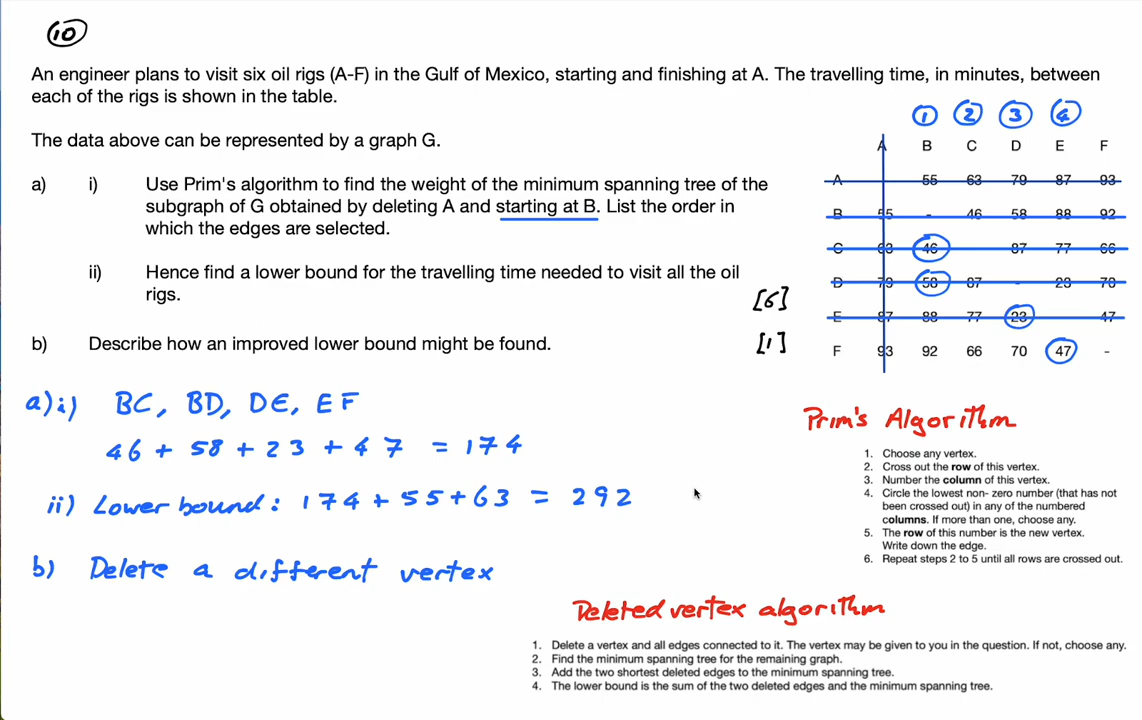 10
An engineer plans to visit six oil rigs (A-F) in the Gulf of Mexico, starting and finishing at A. The travelling time, in minutes, between
each of the rigs is shown in the table.
The data above can be represented by a graph G.
a) i) Use Prim's algorithm to find the weight of the minimum spanning tree of the
subgraph of G obtained by deleting A and starting at B. List the order in
which the edges are selected.
ii) Hence find a lower bound for the travelling time needed to visit all the oil
rigs.
[6]
b) Describe how an improved lower bound might be found.
[1]
1 2 3 4
A B C D E F
A 55 63 79 87 93
B 55 - 46 58 88 92
C 63 46 87 77 66
D 79 58 87 - 23 70
E 87 88 77 23 47
F 93 92 66 70 47 -
a) i) BC, BD, DE, EF
46 + 58 + 23 + 47 = 174
ii) Lower bound: 174 + 55 + 63 = 292
b) Delete a different vertex
Prim's Algorithm
1. Choose any vertex.
2. Cross out the row of this vertex.
3. Number the column of this vertex.
4. Circle the lowest non- zero number (that has not
been crossed out) in any of the numbered
columns. If more than one, choose any.
5. The row of this number is the new vertex.
Write down the edge.
6. Repeat steps 2 to 5 until all rows are crossed out.
Deleted vertex algorithm
1. Delete a vertex and all edges connected to it. The vertex may be given to you in the question. If not, choose any.
2. Find the minimum spanning tree for the remaining graph.
3. Add the two shortest deleted edges to the minimum spanning tree.
4. The lower bound is the sum of the two deleted edges and the minimum spanning tree.